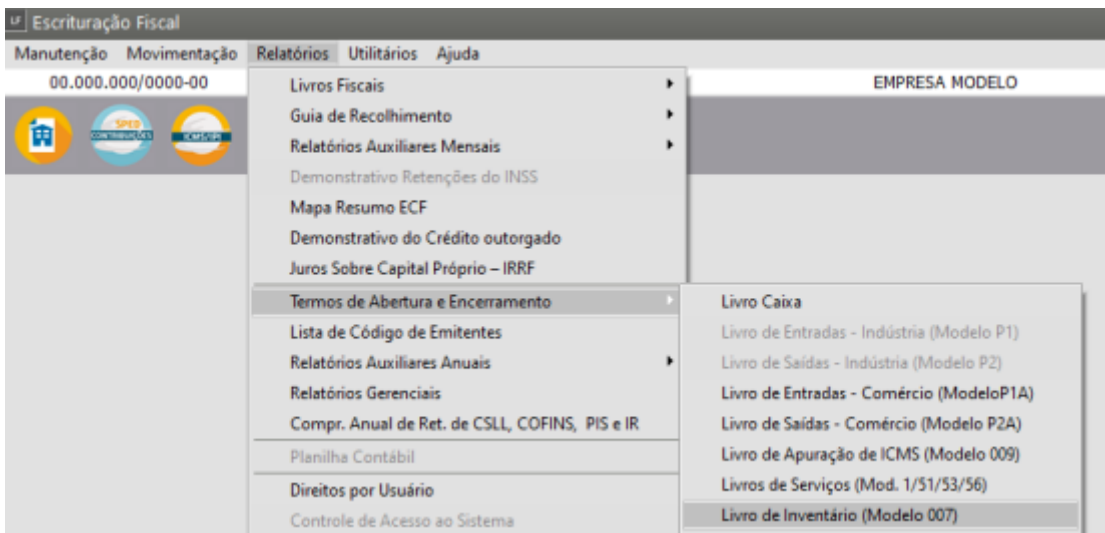 LF Escrituração Fiscal
Manutenção Movimentação Relatórios Utilitários Ajuda
00.000.000/0000-00 EMPRESA MODELO
SPED CONTRIBUIÇÕES
ICMS/IPI
Livros Fiscais
Guia de Recolhimento
Relatórios Auxiliares Mensais
Demonstrativo Retenções do INSS
Mapa Resumo ECF
Demonstrativo do Crédito outorgado
Juros Sobre Capital Próprio – IRRF
Termos de Abertura e Encerramento
Lista de Código de Emitentes
Relatórios Auxiliares Anuais
Relatórios Gerenciais
Compr. Anual de Ret. de CSLL, COFINS, PIS e IR
Planilha Contábil
Direitos por Usuário
Controle de Acesso ao Sistema
Livro Caixa
Livro de Entradas - Indústria (Modelo P1)
Livro de Saídas - Indústria (Modelo P2)
Livro de Entradas - Comércio (ModeloP1A)
Livro de Saídas - Comércio (Modelo P2A)
Livro de Apuração de ICMS (Modelo 009)
Livros de Serviços (Mod. 1/51/53/56)
Livro de Inventário (Modelo 007)